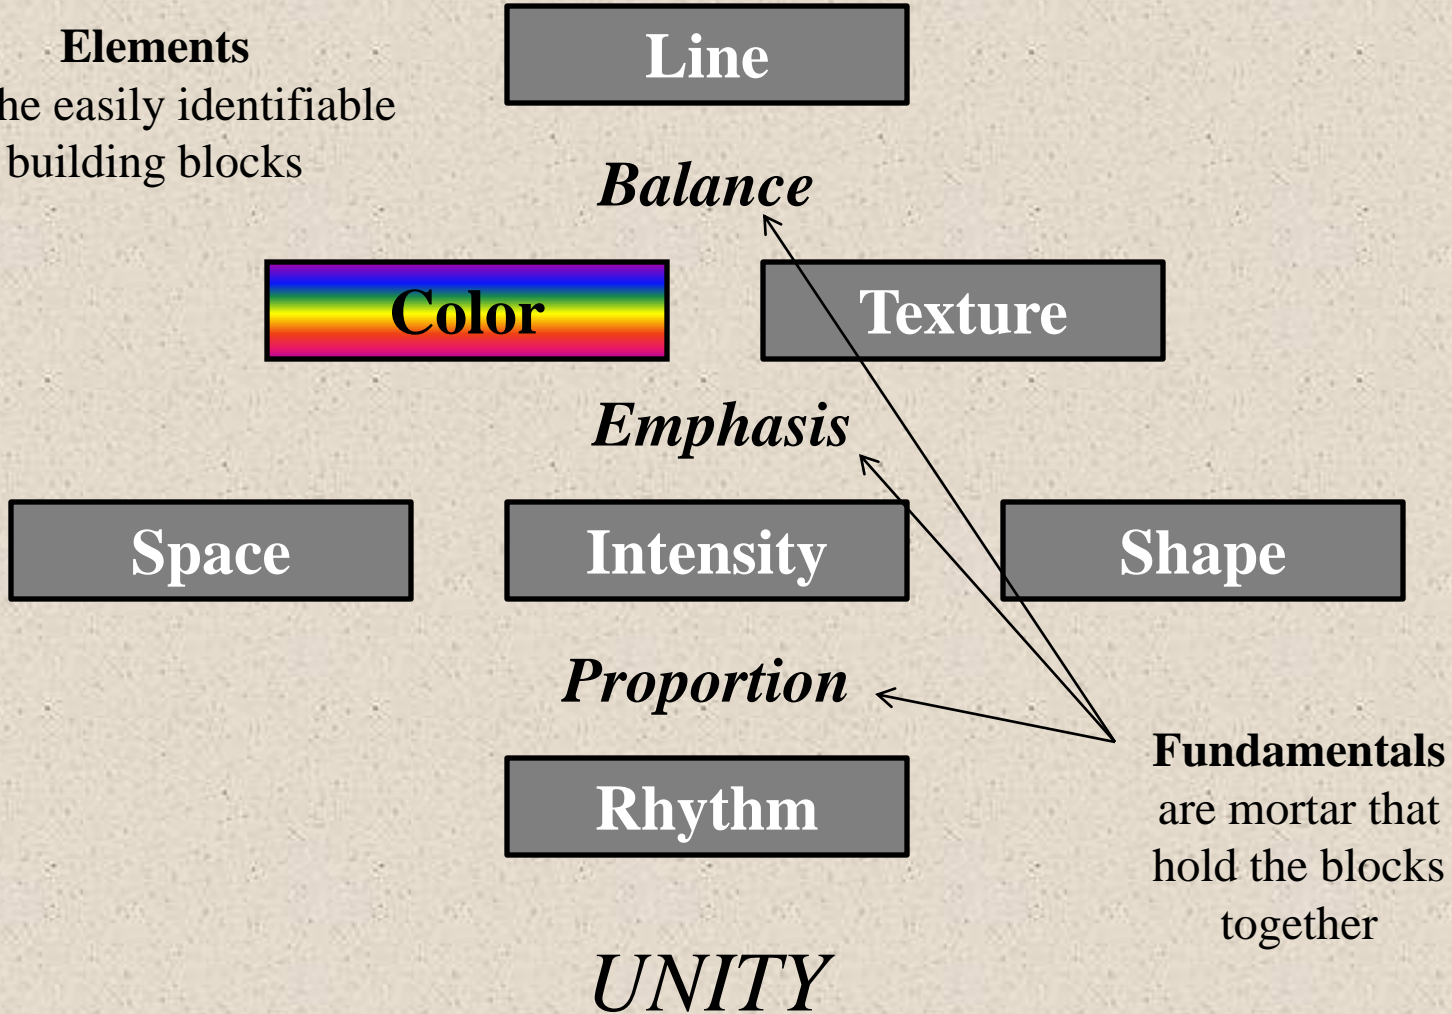 Elements
he easily identifiable
building blocks
Line
Balance
Color
Texture
Emphasis
Space
Intensity
Shape
Proportion
Rhythm
Fundamentals
are mortar that
hold the blocks
together
UNITY